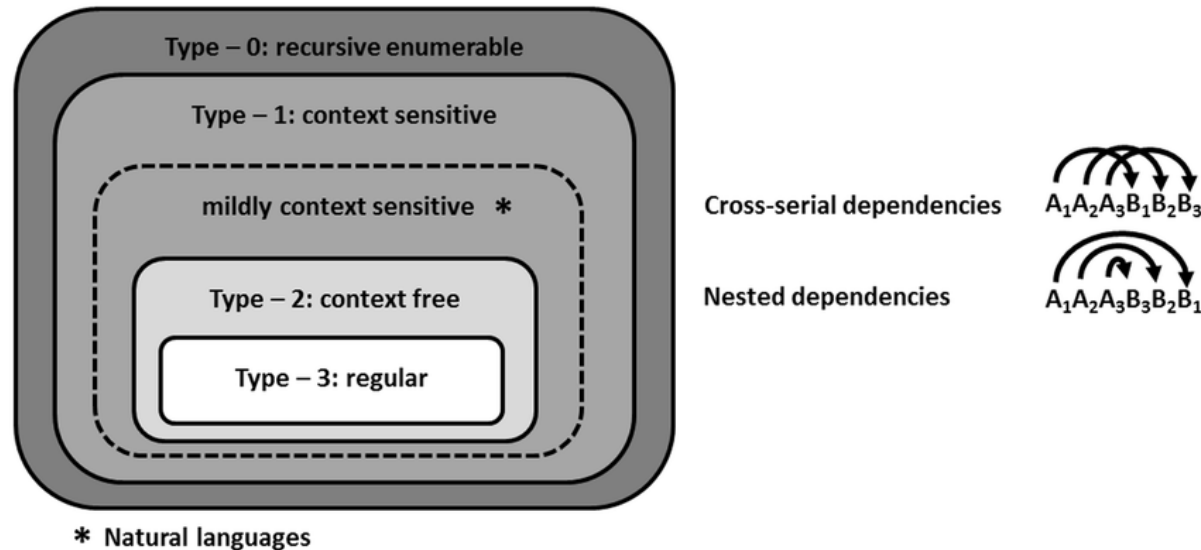 Type – 0: recursive enumerable
Type – 1: context sensitive
mildly context sensitive *
Type – 2: context free
Type – 3: regular
* Natural languages
Cross-serial dependencies
A₁A₂A₃B₁B₂B₃
Nested dependencies
A₁A₂A₃B₃B₂B₁